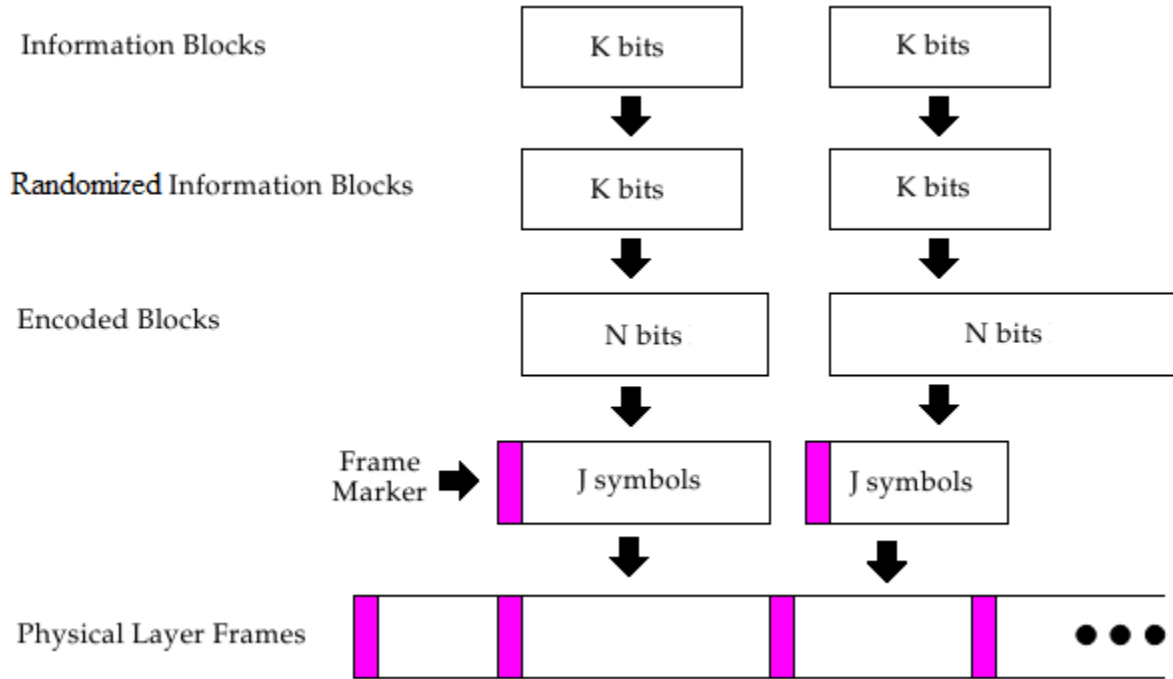 Information Blocks
K bits
K bits
Randomized Information Blocks
K bits
K bits
Encoded Blocks
N bits
N bits
Frame
Marker
J symbols
J symbols
Physical Layer Frames